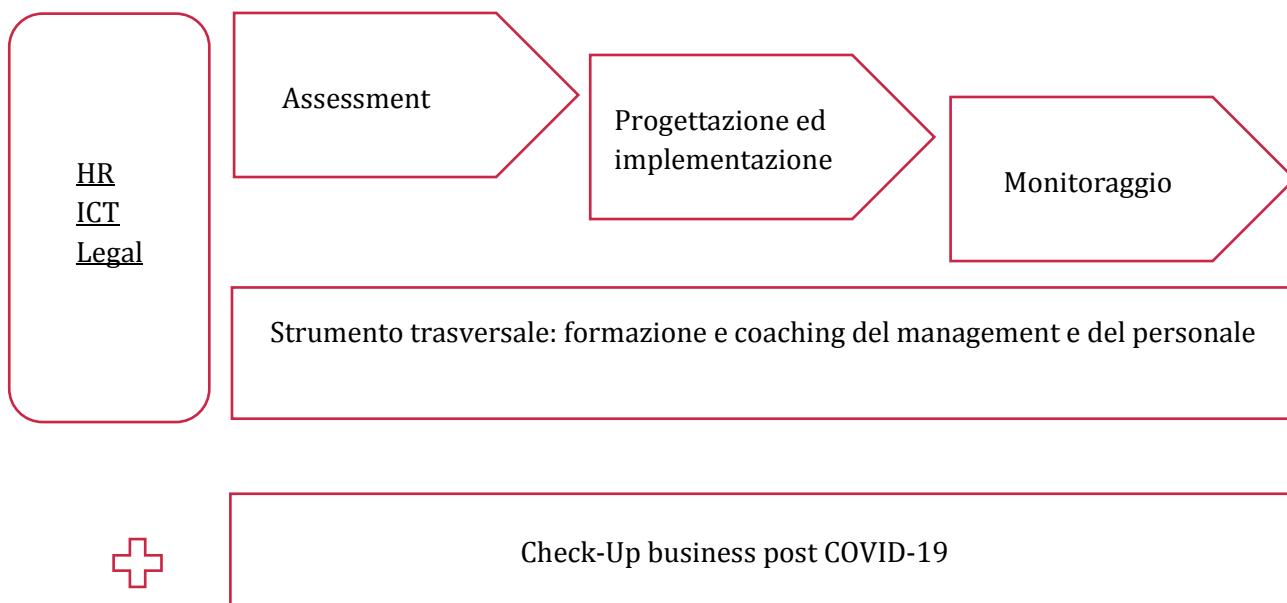 HR
ICT
Legal
Assessment
Progettazione ed
implementazione
Monitoraggio
Strumento trasversale: formazione e coaching del management e del personale
Check-Up business post COVID-19